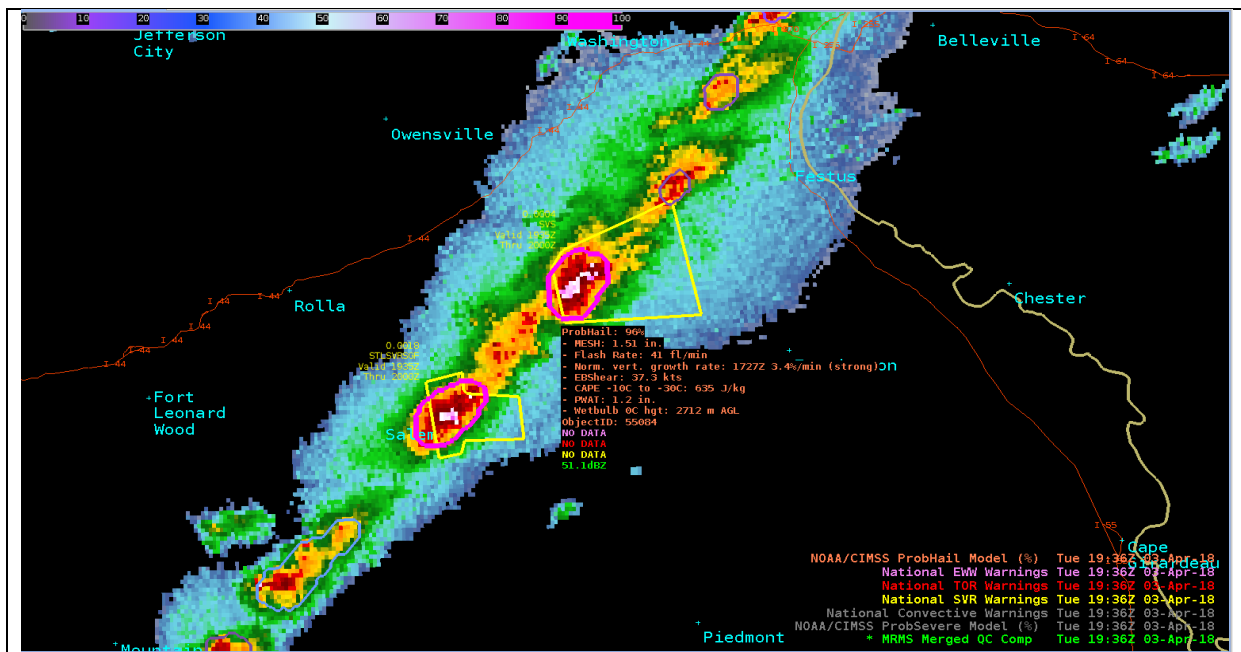 0 10 20 30 40 50 60 70 80 90 100
Jefferson
City
Washington
Belleville
I-64
I-64
I-64
Owensville
Festus
0.0004
SVS
Thru 2000Z
I-44
Rolla
I-44
I-44
I-44
I-44
Chester
ProbHail: 96%
- MESH: 1.51 in.
- Flash Rate: 41 fl/min
- Norm. vert. growth rate: 1727Z 3.4%/min (strong)
- EBShear: 37.3 kts
- CAPE -10C to -30C: 635 J/kg
- PWAT: 1.2 in.
- Wetbulb 0C hgt: 2712 m AGL
ObjectID: 55084
NO DATA
NO DATA
NO DATA
51.1dBZ
0.0018
Fort
Leonard
Wood
Salem
I-55
Cape
Girardeau
NOAA/CIMSS ProbHail Model (%) Tue 19:36Z 03-Apr-18
National EWW Warnings Tue 19:36Z 03-Apr-18
National TOR Warnings Tue 19:36Z 03-Apr-18
National SVR Warnings Tue 19:36Z 03-Apr-18
National Convective Warnings Tue 19:36Z 03-Apr-18
NOAA/CIMSS ProbSevere Model (%) Tue 19:36Z 03-Apr-18
* MRMS Merged QC Comp Tue 19:36Z 03-Apr-18
Piedmont
Mountain